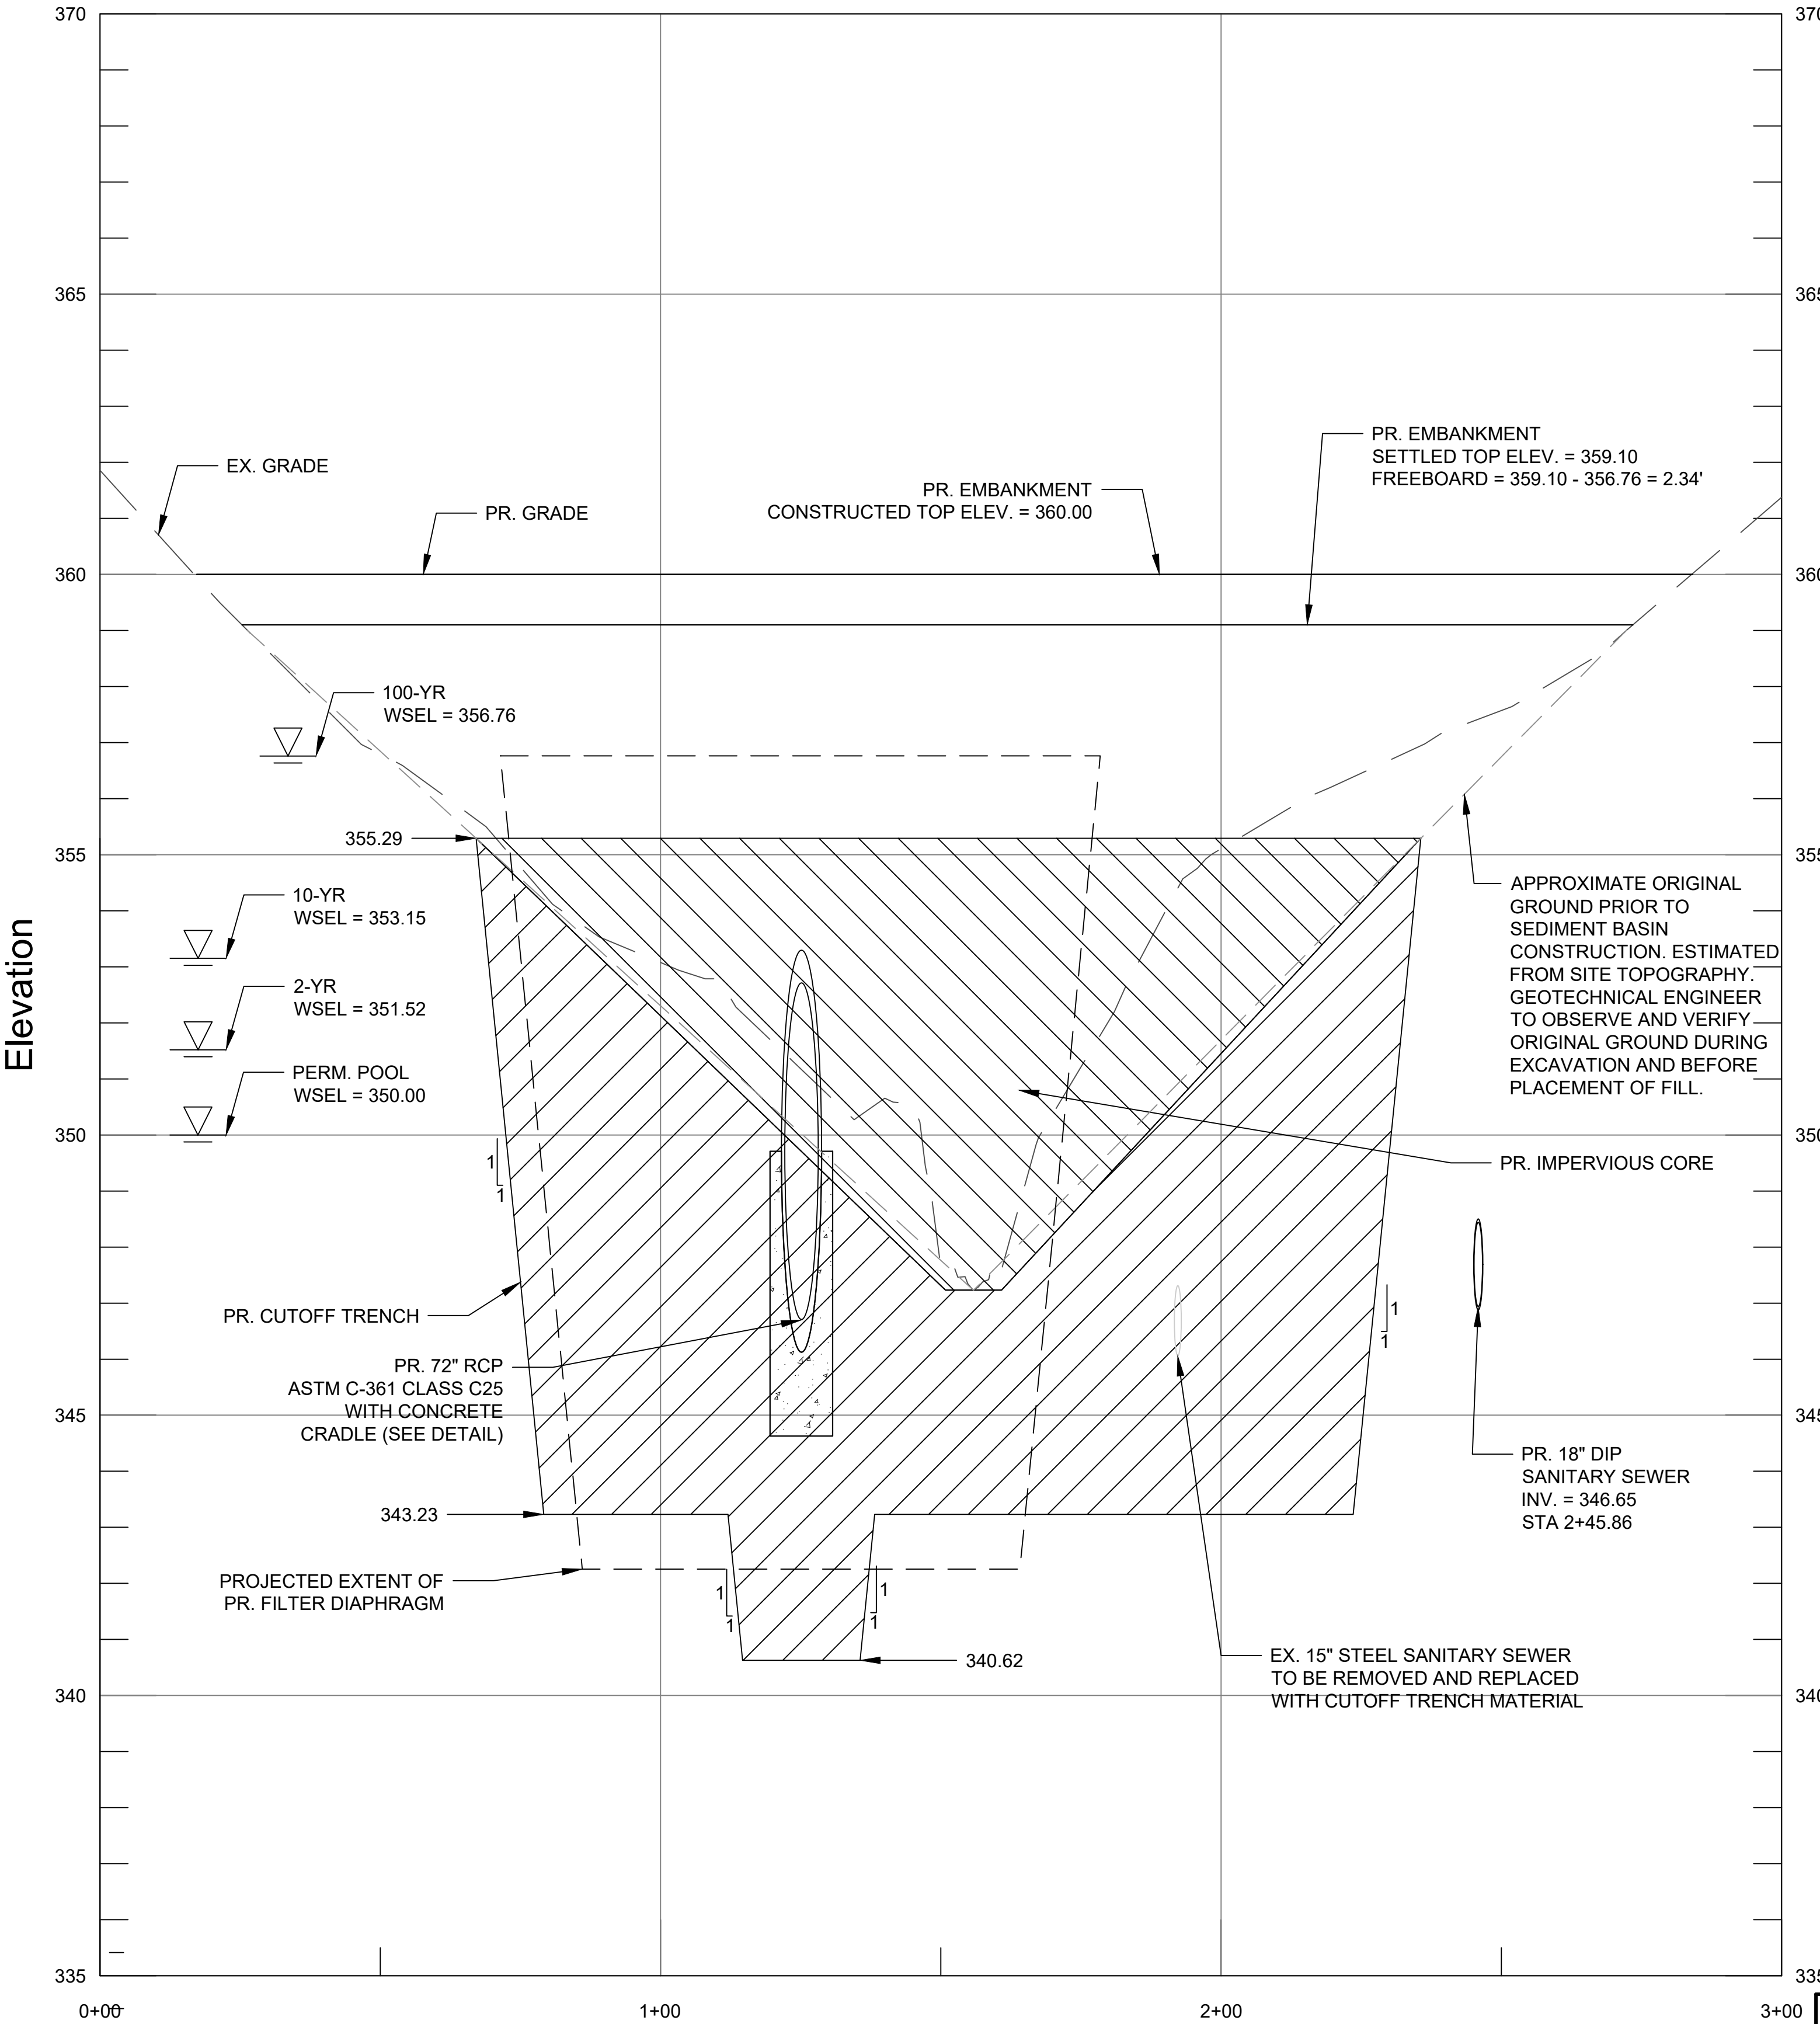 370
370
365
365
PR. EMBANKMENT
SETTLED TOP ELEV. = 359.10
FREEBOARD = 359.10 - 356.76 = 2.34'
EX. GRADE
PR. EMBANKMENT
CONSTRUCTED TOP ELEV. = 360.00
PR. GRADE
360
360
100-YR
WSEL = 356.76
355.29
355
355
10-YR
WSEL = 353.15
APPROXIMATE ORIGINAL
GROUND PRIOR TO
SEDIMENT BASIN
CONSTRUCTION. ESTIMATED
FROM SITE TOPOGRAPHY.
GEOTECHNICAL ENGINEER
TO OBSERVE AND VERIFY
ORIGINAL GROUND DURING
EXCAVATION AND BEFORE
PLACEMENT OF FILL.
Elevation
2-YR
WSEL = 351.52
PERM. POOL
WSEL = 350.00
350
350
1
1
PR. IMPERVIOUS CORE
PR. CUTOFF TRENCH
1
1
PR. 72" RCP
ASTM C-361 CLASS C25
WITH CONCRETE
CRADLE (SEE DETAIL)
345
345
PR. 18" DIP
SANITARY SEWER
INV. = 346.65
STA 2+45.86
343.23
PROJECTED EXTENT OF
PR. FILTER DIAPHRAGM
1
1
1
1
340.62
EX. 15" STEEL SANITARY SEWER
TO BE REMOVED AND REPLACED
WITH CUTOFF TRENCH MATERIAL
340
340
335
335
0+00
1+00
2+00
3+00